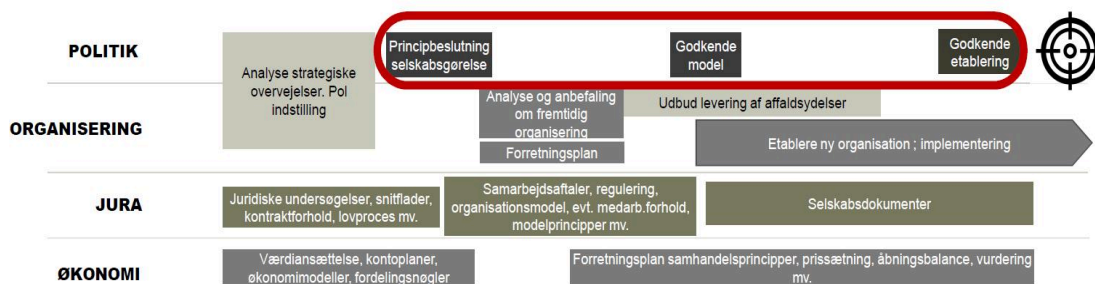 POLITIK
Analyse strategiske
overvejelser. Pol
indstilling
Principbeslutning
selskabsgørelse
Godkende
model
Godkende
etablering
ORGANISERING
Analyse og anbefaling
om fremtidig
organisering
Forretningsplan
Udbud levering af affaldsydelser
Etablere ny organisation ; implementering
JURA
Juridiske undersøgelser, snitflader,
kontraktforhold, lovproces mv.
Samarbejdsaftaler, regulering,
organisationsmodel, evt. medarb.forhold,
modelprincipper mv.
Selskabsdokumenter
ØKONOMI
Værdiansættelse, kontoplaner,
økonomimodeller, fordelingsnøgler
Forretningsplan samhandelsprincipper, prissætning, åbningsbalance, vurdering
mv.